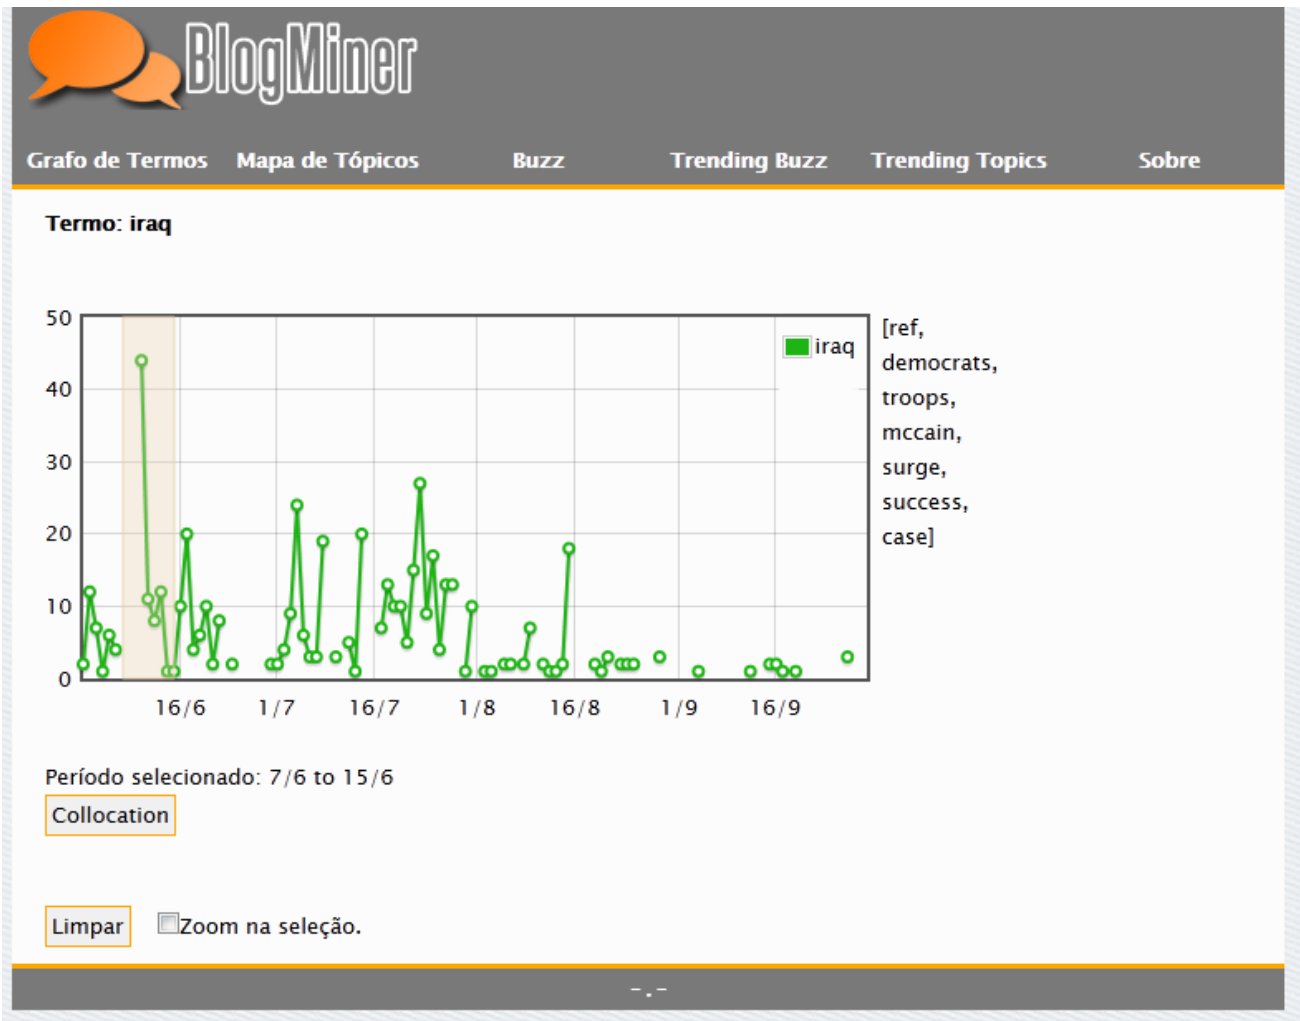 BlogMiner
Grafo de Termos Mapa de Tópicos Buzz Trending Buzz Trending Topics Sobre
Termo: iraq
50
40
30
20
10
0
16/6 1/7 16/7 1/8 16/8 1/9 16/9
iraq
[ref,
democrats,
troops,
mccain,
surge,
success,
case]
Período selecionado: 7/6 to 15/6
Collocation
Limpar Zoom na seleção.
-.-